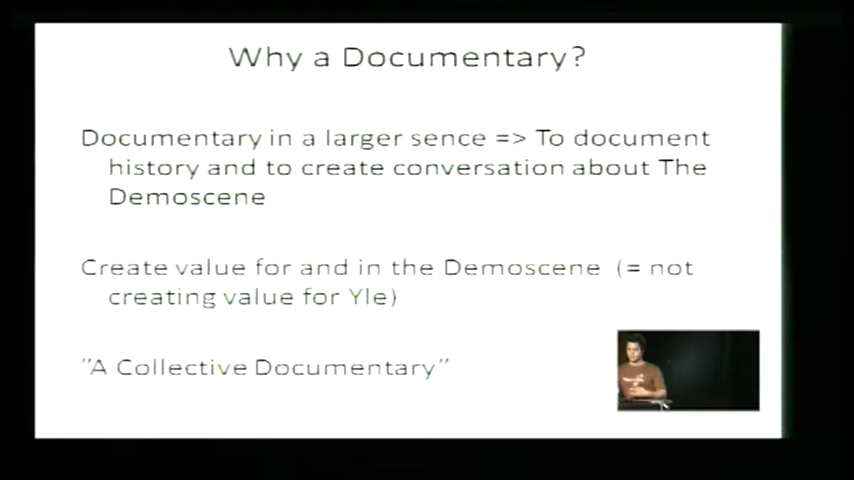 Why a Documentary?
Documentary in a larger sence => To document
history and to create conversation about The
Demoscene
Create value for and in the Demoscene (= not
creating value for Yle)
"A Collective Documentary"